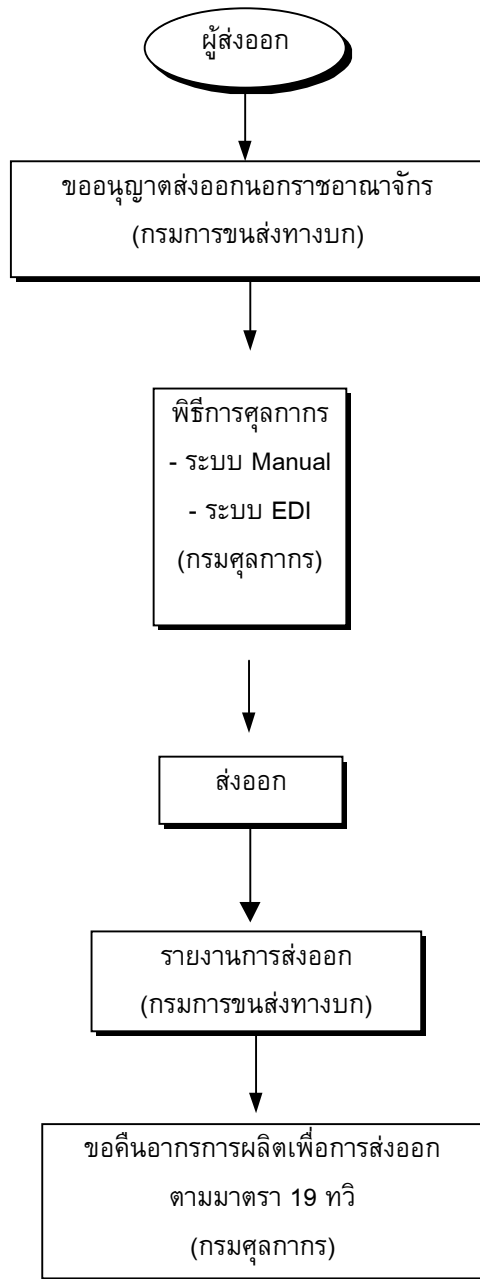 ผู้ส่งออก
ขออนุญาตส่งออกนอกราชอาณาจักร
(กรมการขนส่งทางบก)
พิธีการศุลกากร
- ระบบ Manual
- ระบบ EDI
(กรมศุลกากร)
ส่งออก
รายงานการส่งออก
(กรมการขนส่งทางบก)
ขอคืนอากรการผลิตเพื่อการส่งออก
ตามมาตรา 19 ทวิ
(กรมศุลกากร)